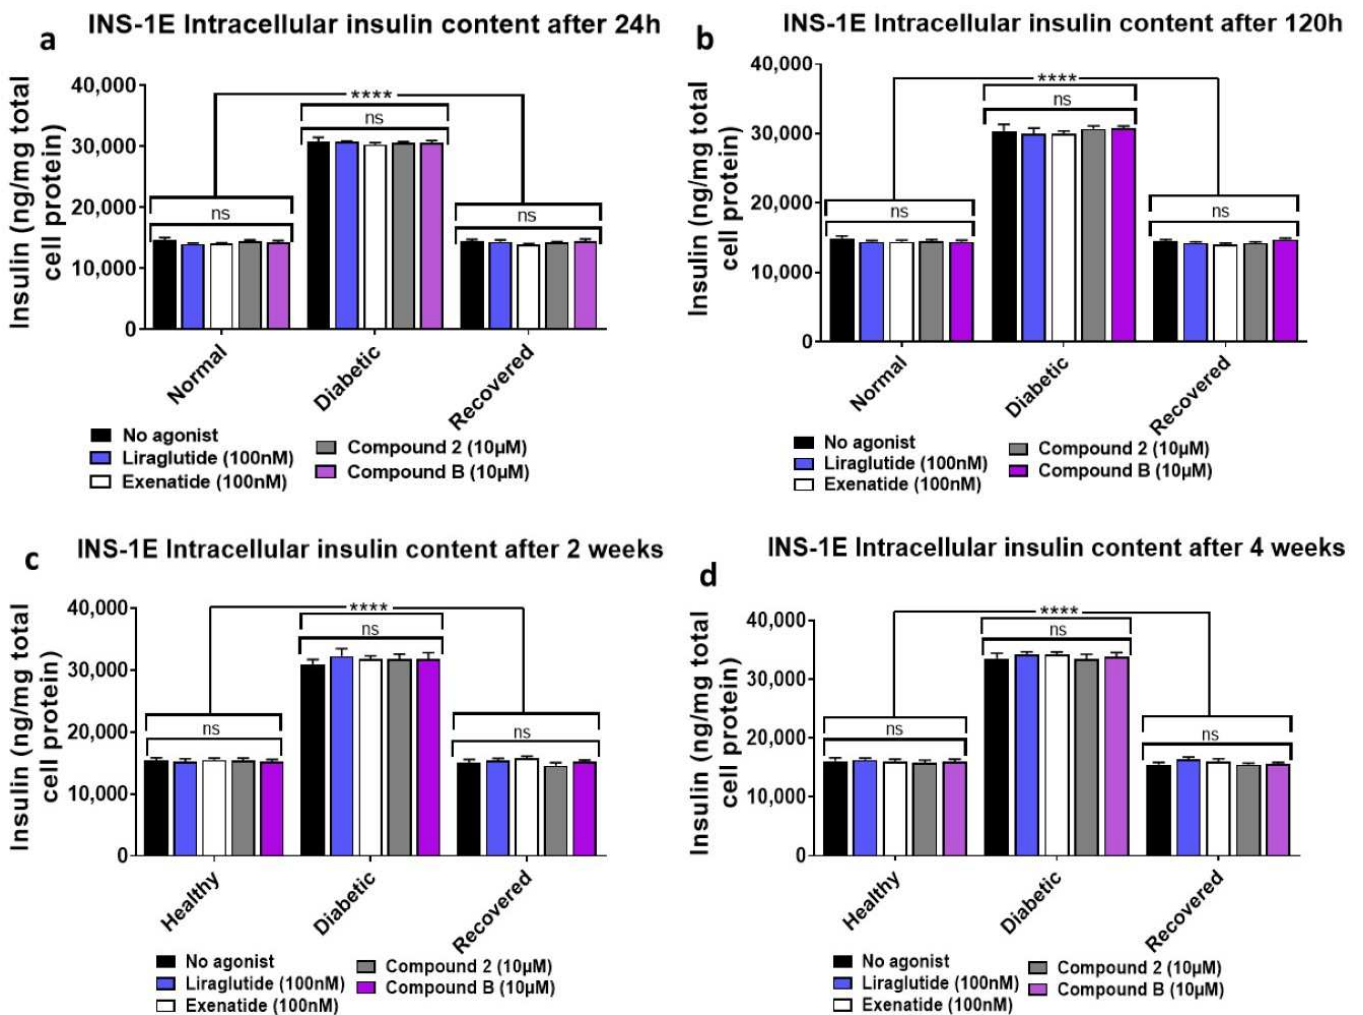 a
INS-1E Intracellular insulin content after 24h
Insulin (ng/mg total
cell protein)
40,000
30,000
20,000
10,000
0
****
ns
ns
ns
Normal
Diabetic
Recovered
No agonist
Liraglutide (100nM)
Exenatide (100nM)
Compound 2 (10µM)
Compound B (10µM)
b
INS-1E Intracellular insulin content after 120h
Insulin (ng/mg total
cell protein)
40,000
30,000
20,000
10,000
0
****
ns
ns
ns
Normal
Diabetic
Recovered
No agonist
Liraglutide (100nM)
Exenatide (100nM)
Compound 2 (10µM)
Compound B (10µM)
c
INS-1E Intracellular insulin content after 2 weeks
Insulin (ng/mg total
cell protein)
40,000
30,000
20,000
10,000
0
****
ns
ns
ns
Healthy
Diabetic
Recovered
No agonist
Liraglutide (100nM)
Exenatide (100nM)
Compound 2 (10µM)
Compound B (10µM)
d
INS-1E Intracellular insulin content after 4 weeks
Insulin (ng/mg total
cell protein)
40,000
30,000
20,000
10,000
0
****
ns
ns
ns
Healthy
Diabetic
Recovered
No agonist
Liraglutide (100nM)
Exenatide (100nM)
Compound 2 (10µM)
Compound B (10µM)